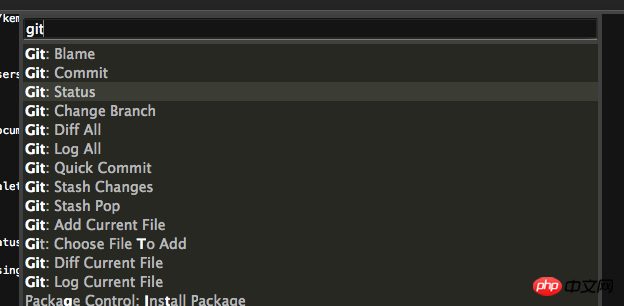 /kem
git
Git: Blame
Git: Commit
sers
Git: Status
Git: Change Branch
ocum
Git: Diff All
Git: Log All
Git: Quick Commit
alet
Git: Stash Changes
Git: Stash Pop
Git: Add Current File
atus
Git: Choose File To Add
Git: Diff Current File
sing
Git: Log Current File
php 中文网
Package Control: Install Package